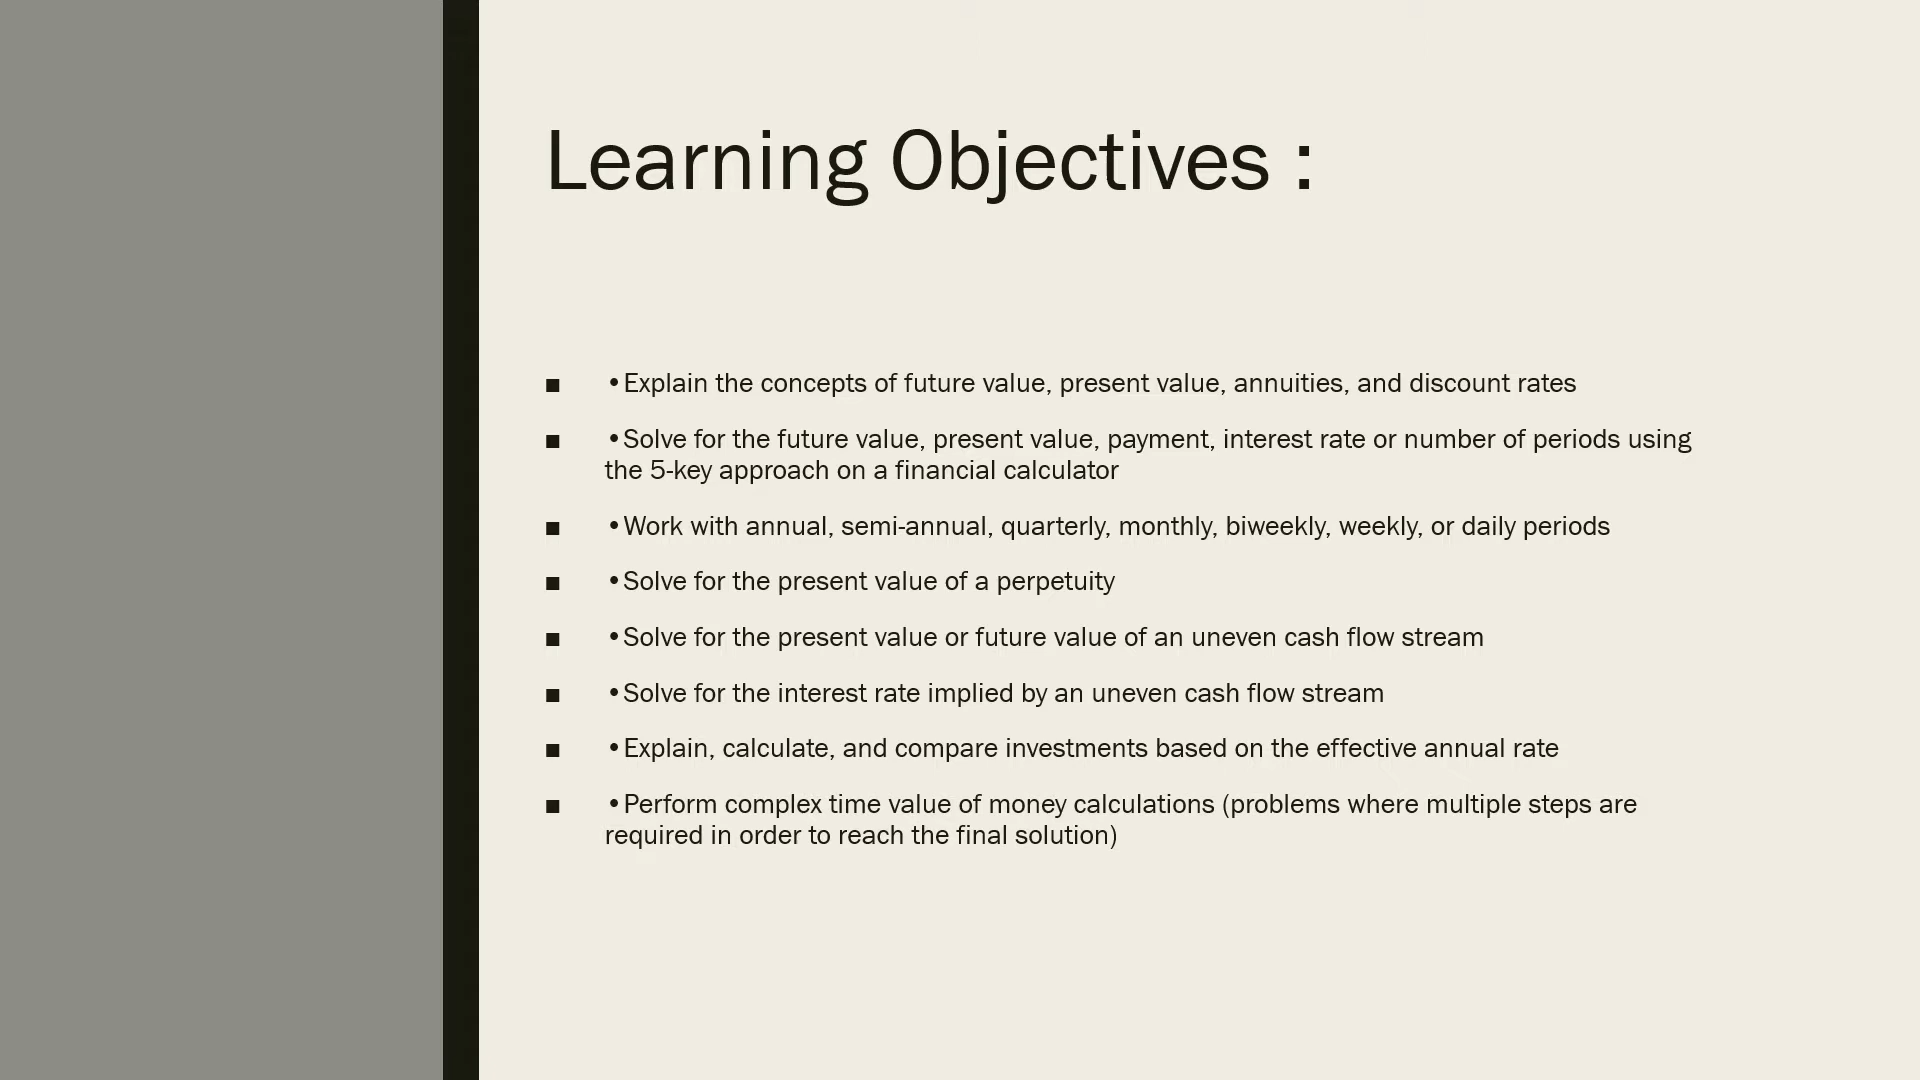 Learning Objectives :
■ •Explain the concepts of future value, present value, annuities, and discount rates
■ •Solve for the future value, present value, payment, interest rate or number of periods using
the 5-key approach on a financial calculator
■ •Work with annual, semi-annual, quarterly, monthly, biweekly, weekly, or daily periods
■ •Solve for the present value of a perpetuity
■ •Solve for the present value or future value of an uneven cash flow stream
■ •Solve for the interest rate implied by an uneven cash flow stream
■ •Explain, calculate, and compare investments based on the effective annual rate
■ •Perform complex time value of money calculations (problems where multiple steps are
required in order to reach the final solution)